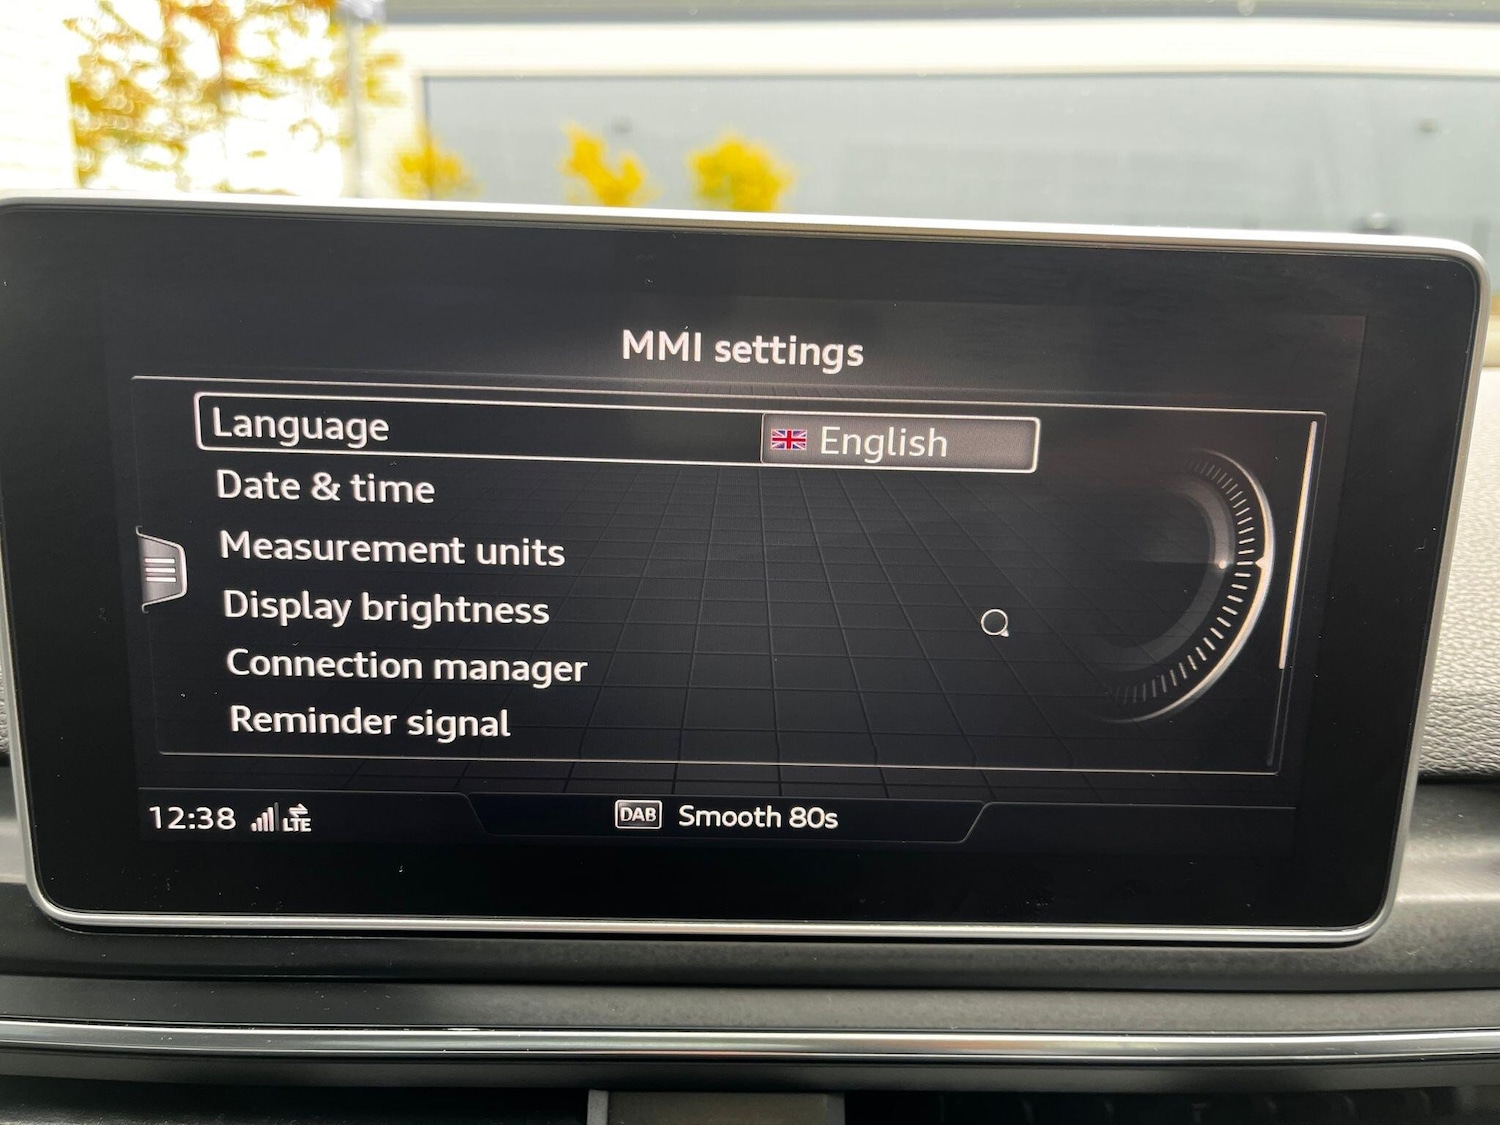 MMI settings
Language English
Date & time
Measurement units
Display brightness
Connection manager
Reminder signal
12:38 LTE DAB Smooth 80s